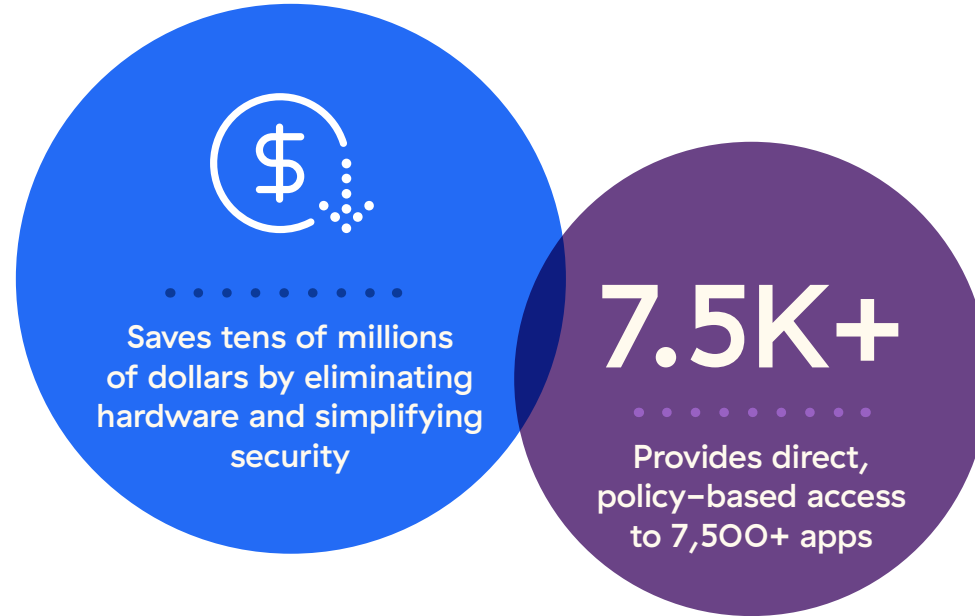 $
Saves tens of millions
of dollars by eliminating
hardware and simplifying
security
7.5K+
Provides direct,
policy-based access
to 7,500+ apps